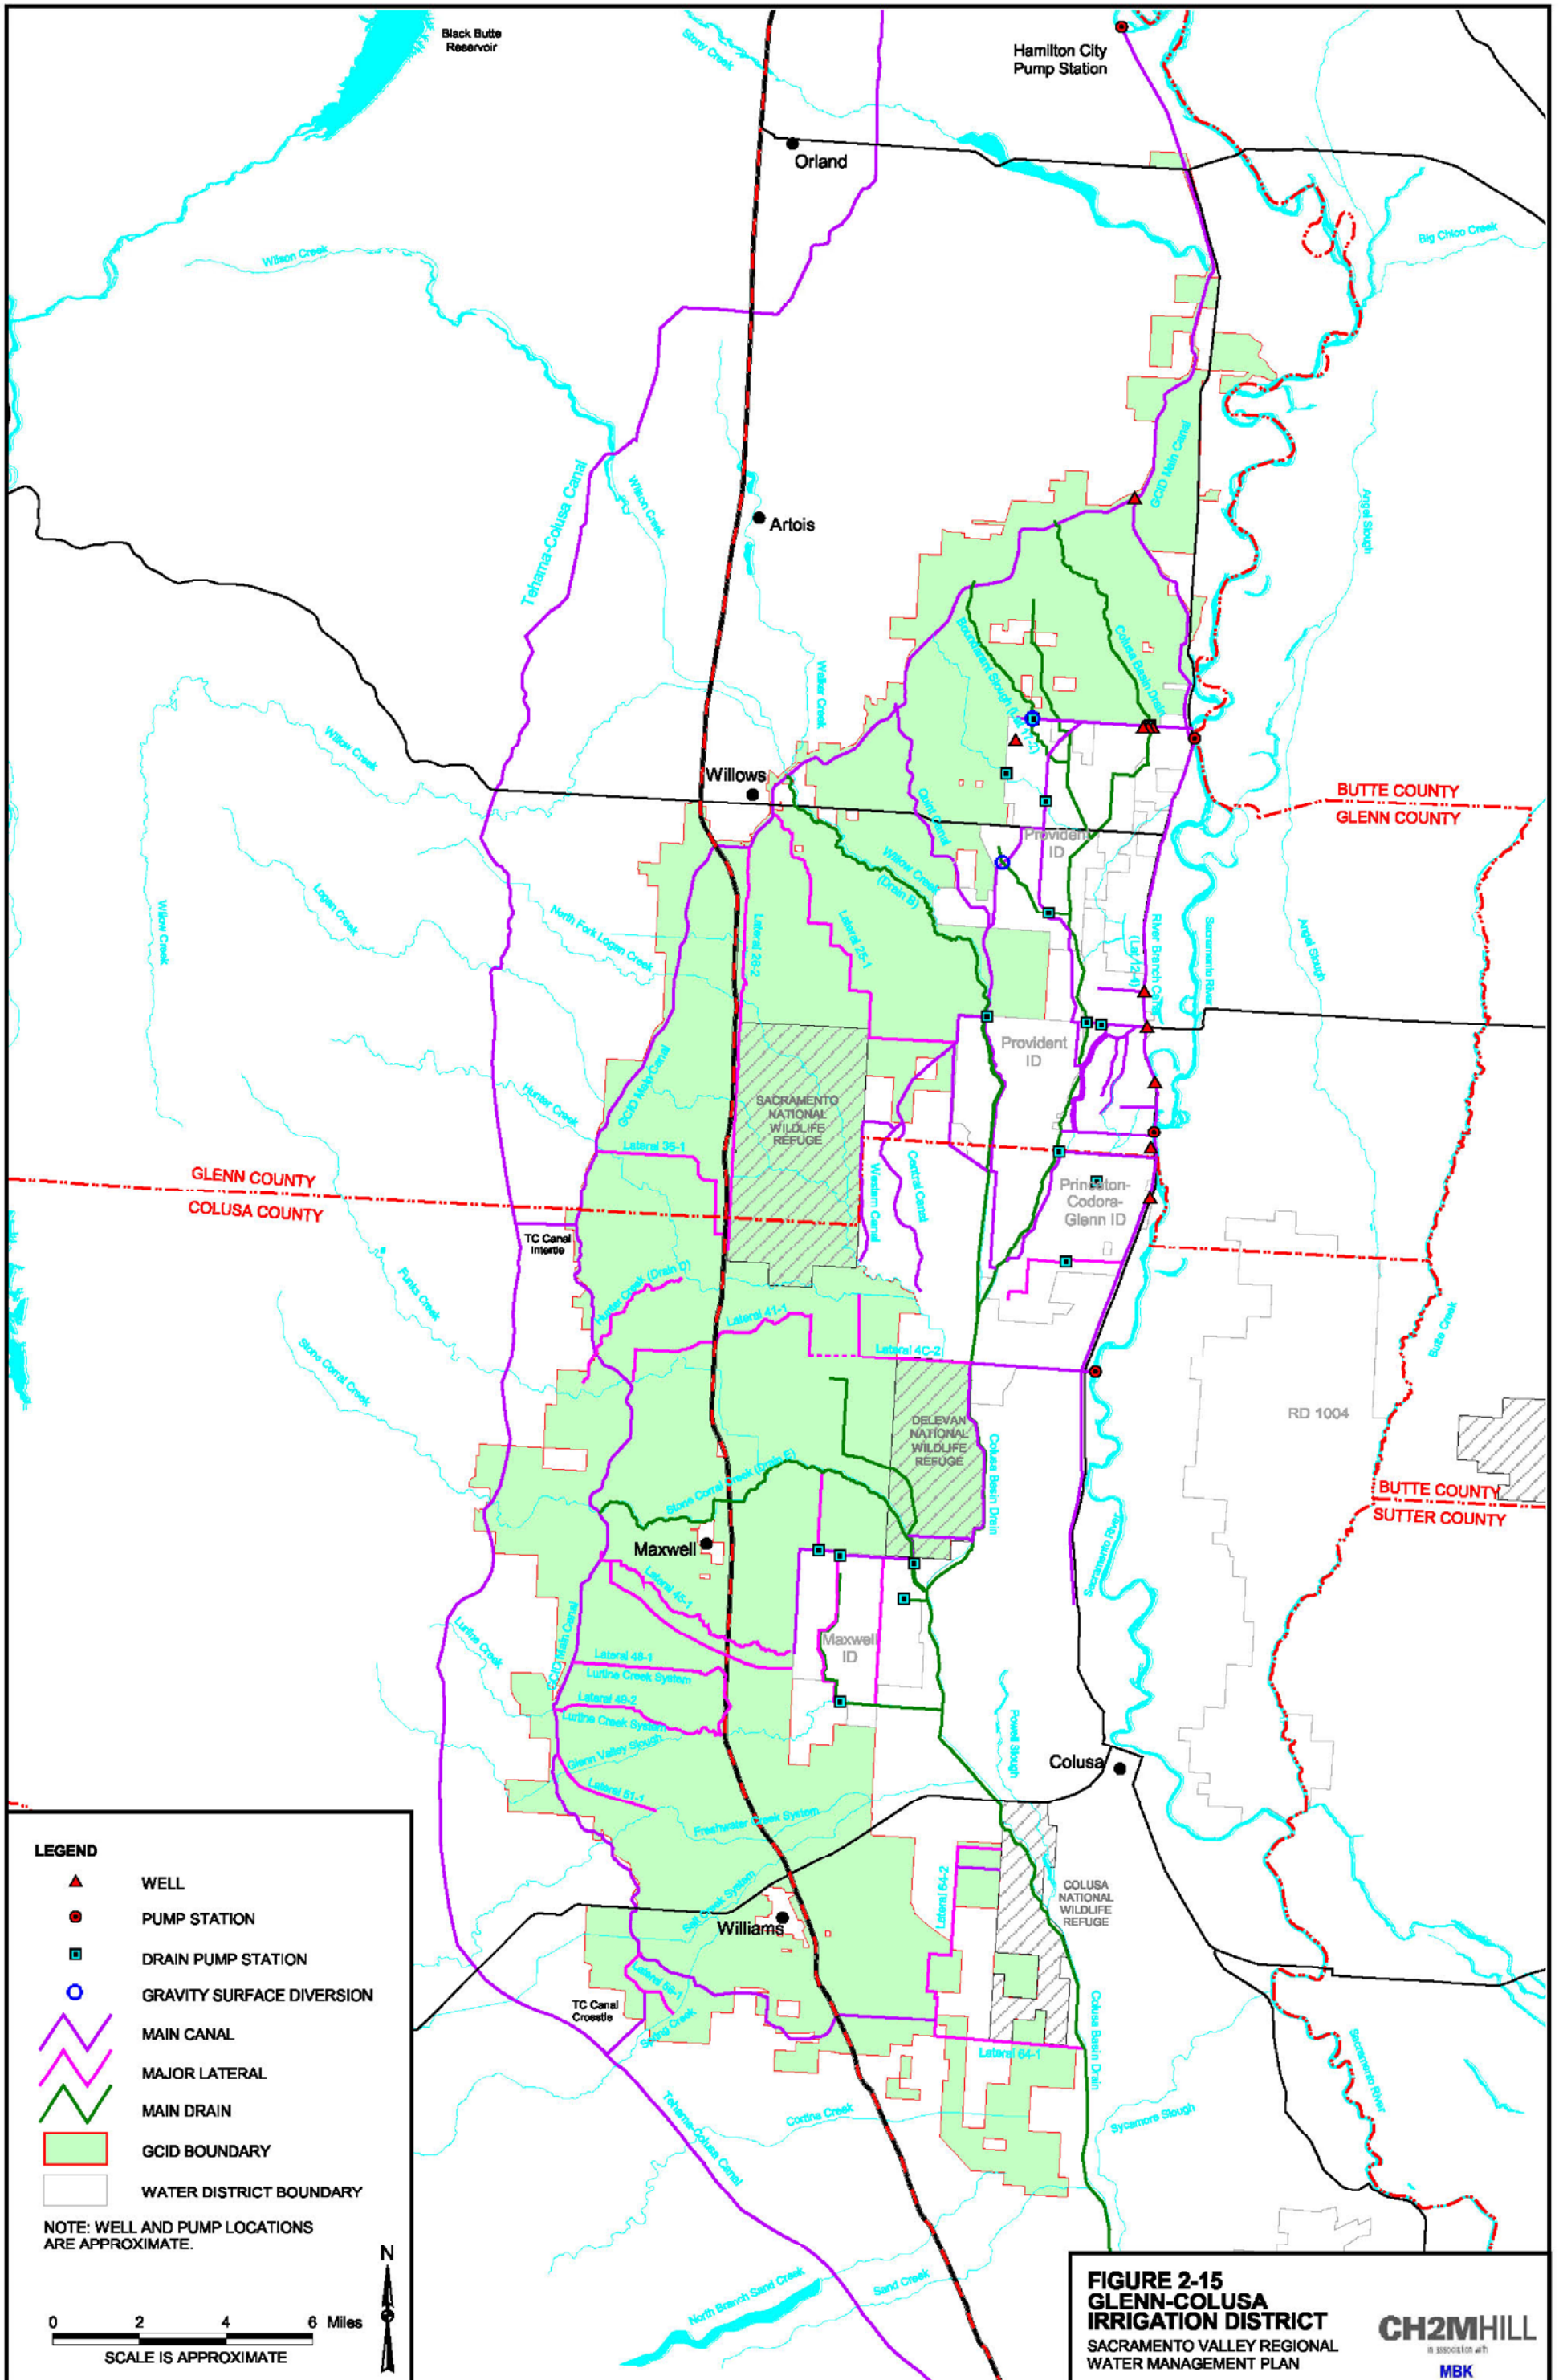 Black Butte
Reservoir
Stony Creek
Hamilton City
Pump Station
Orland
Big Chico Creek
Wilson Creek
GCID Main Canal
Tehama-Colusa Canal
Wilson Creek
Artois
Angel Slough
Colusa Basin Drain
Walker Creek
Willow Creek
Willows
BUTTE COUNTY
GLENN COUNTY
Quint Canal
Provident
ID
Willow Creek
(Drain B)
Logan Creek
Willow Creek
North Fork Logan Creek
Lateral 26-2
Lateral 25-1
River Branch Canal
(Lat 12-4)
Sacramento River
Angel Slough
Provident
ID
Hunter Creek
GCID Main Canal
SACRAMENTO
NATIONAL
WILDLIFE
REFUGE
Lateral 35-1
GLENN COUNTY
COLUSA COUNTY
Western Canal
Central Canal
Princeton-
Codora-
Glenn ID
TC Canal
Intertie
Funks Creek
Hunter Creek (Drain D)
Lateral 41-1
Lateral 4C-2
Butte Creek
Stone Corral Creek
RD 1004
DELEVAN
NATIONAL
WILDLIFE
REFUGE
Colusa Basin Drain
Stone Corral Creek (Drain E)
BUTTE COUNTY
SUTTER COUNTY
Maxwell
Sacramento River
Lateral 45-1
Lurline Creek
GCID Main Canal
Maxwell
ID
Lateral 48-1
Lurline Creek System
Lateral 49-2
Lurline Creek System
Glenn Valley Slough
Powell Slough
Colusa
Lateral 51-1
Freshwater Creek System
Lateral 64-2
COLUSA
NATIONAL
WILDLIFE
REFUGE
Salt Creek System
Williams
TC Canal
Crosstie
Spring Creek
Colusa Basin Drain
Lateral 64-1
Sacramento River
Tehama-Colusa Canal
Cortina Creek
Sycamore Slough
North Branch Sand Creek
Sand Creek
LEGEND
WELL
PUMP STATION
DRAIN PUMP STATION
GRAVITY SURFACE DIVERSION
MAIN CANAL
MAJOR LATERAL
MAIN DRAIN
GCID BOUNDARY
WATER DISTRICT BOUNDARY
NOTE: WELL AND PUMP LOCATIONS
ARE APPROXIMATE.
N
0 2 4 6 Miles
SCALE IS APPROXIMATE
FIGURE 2-15
GLENN-COLUSA
IRRIGATION DISTRICT
SACRAMENTO VALLEY REGIONAL
WATER MANAGEMENT PLAN
CH2MHILL
in association with
MBK